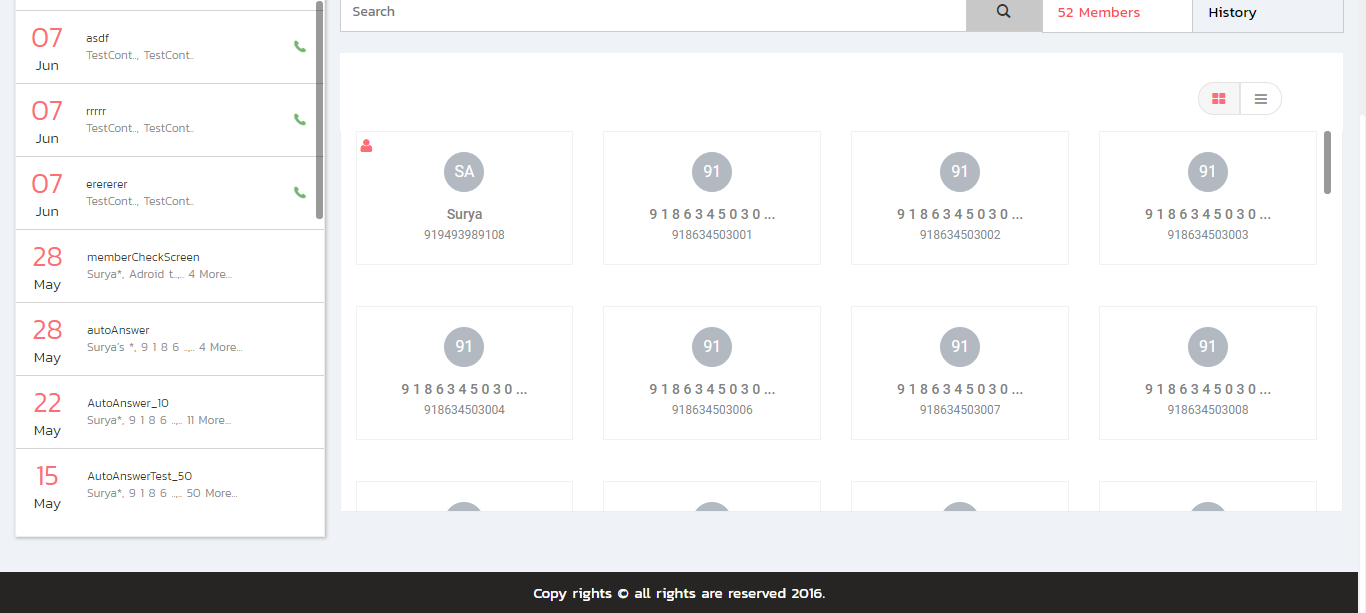 07
Jun
asdf
TestCont.., TestCont..
07
Jun
rrrrr
TestCont.., TestCont..
07
Jun
erererer
TestCont.., TestCont..
28
May
memberCheckScreen
Surya*, Adroid t..,.. 4 More...
28
May
autoAnswer
Surya's *, 9 1 8 6 ..,.. 4 More...
22
May
AutoAnswer_10
Surya*, 9 1 8 6 ..,.. 11 More...
15
May
AutoAnswerTest_50
Surya*, 9 1 8 6 ..,.. 50 More...
Search
52 Members
History
SA
Surya
919493989108
91
9 1 8 6 3 4 5 0 3 0 ...
918634503001
91
9 1 8 6 3 4 5 0 3 0 ...
918634503002
91
9 1 8 6 3 4 5 0 3 0 ...
918634503003
91
9 1 8 6 3 4 5 0 3 0 ...
918634503004
91
9 1 8 6 3 4 5 0 3 0 ...
918634503006
91
9 1 8 6 3 4 5 0 3 0 ...
918634503007
91
9 1 8 6 3 4 5 0 3 0 ...
918634503008
Copy rights © all rights are reserved 2016.